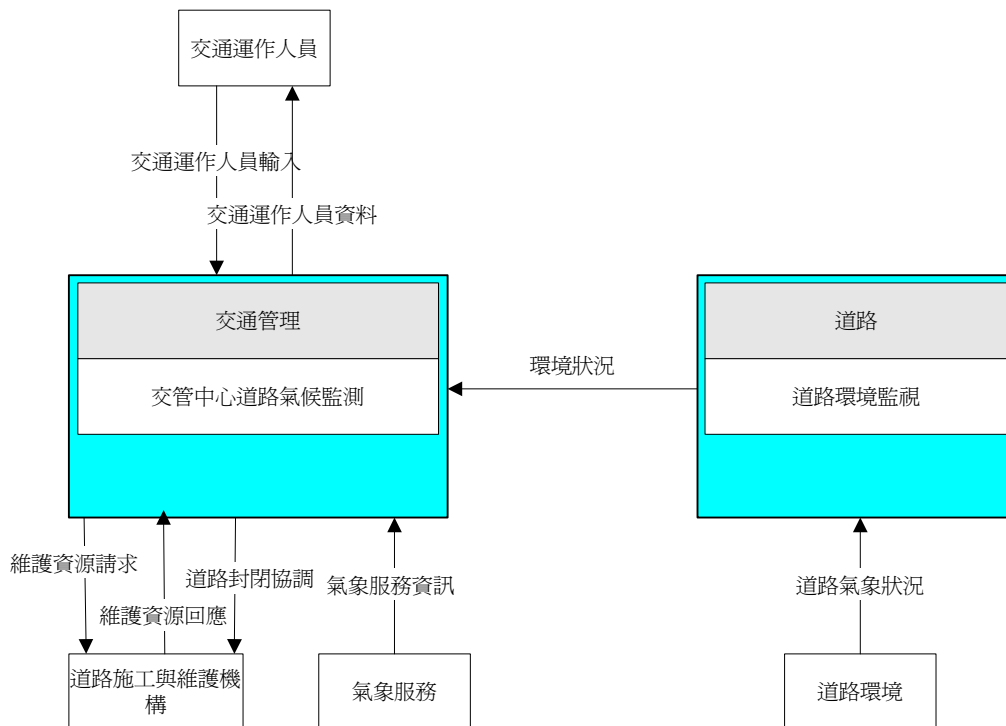 交通運作人員
交通運作人員輸入
交通運作人員資料
交通管理
交管中心道路氣候監測
環境狀況
道路
道路環境監視
維護資源請求
維護資源回應
道路封閉協調
氣象服務資訊
道路氣象狀況
道路施工與維護機
構
氣象服務
道路環境